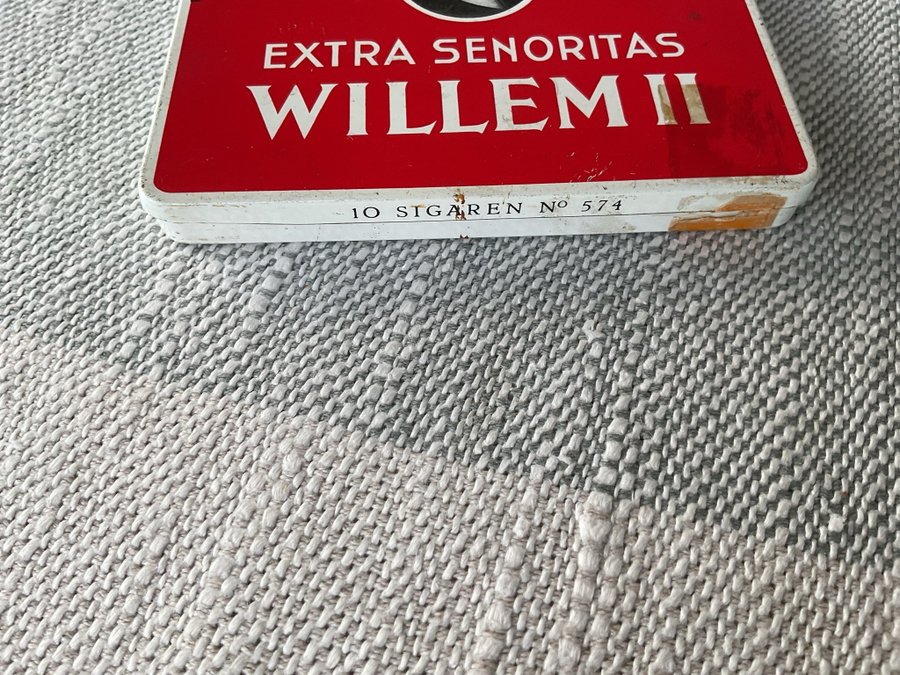 EXTRA SENORITAS
WILLEM II
10 SIGAREN Nº 574